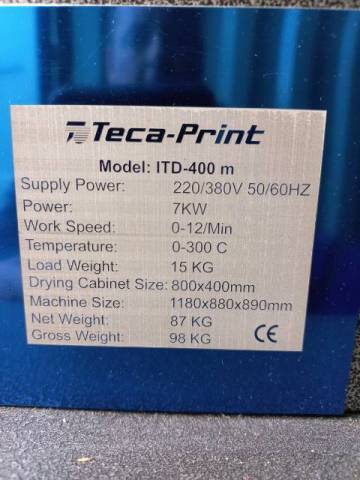 Teca-Print
Model: ITD-400 m
Supply Power: 220/380V 50/60HZ
Power: 7KW
Work Speed: 0-12/Min
Temperature: 0-300 C
Load Weight: 15 KG
Drying Cabinet Size: 800x400mm
Machine Size: 1180x880x890mm
Net Weight: 87 KG
Gross Weight: 98 KG
CE